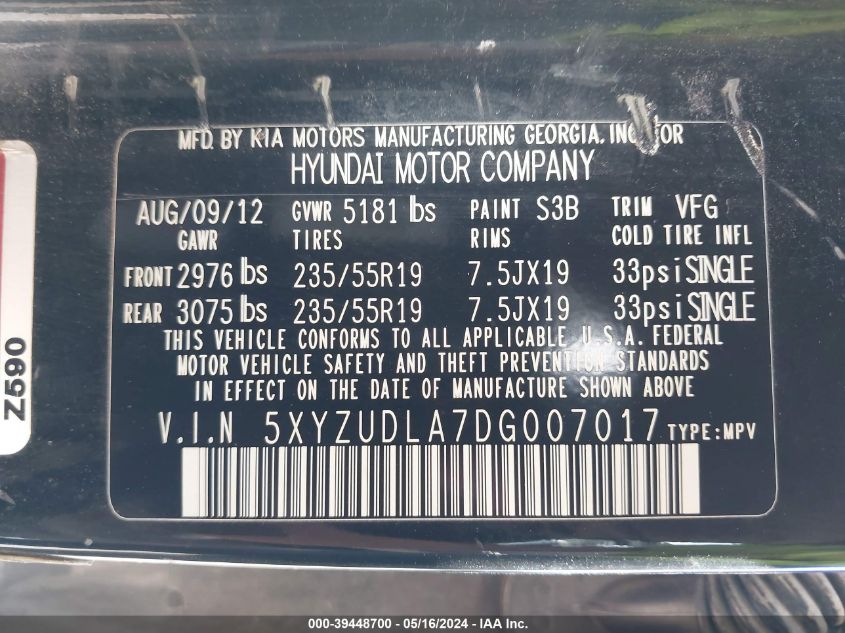 MFD BY KIA MOTORS MANUFACTURING GEORGIA, INC FOR
HYUNDAI MOTOR COMPANY
AUG/09/12 GVWR 5181 lbs PAINT S3B TRIM VFG
GAWR TIRES RIMS COLD TIRE INFL
FRONT 2976 lbs 235/55R19 7.5JX19 33psi SINGLE
REAR 3075 lbs 235/55R19 7.5JX19 33psi SINGLE
THIS VEHICLE CONFORMS TO ALL APPLICABLE U.S.A. FEDERAL
MOTOR VEHICLE SAFETY AND THEFT PREVENTION STANDARDS
IN EFFECT ON THE DATE OF MANUFACTURE SHOWN ABOVE
V.I.N 5XYZUDLA7DG007017 TYPE:MPV
Z590
000-39448700 - 05/16/2024 - IAA Inc.